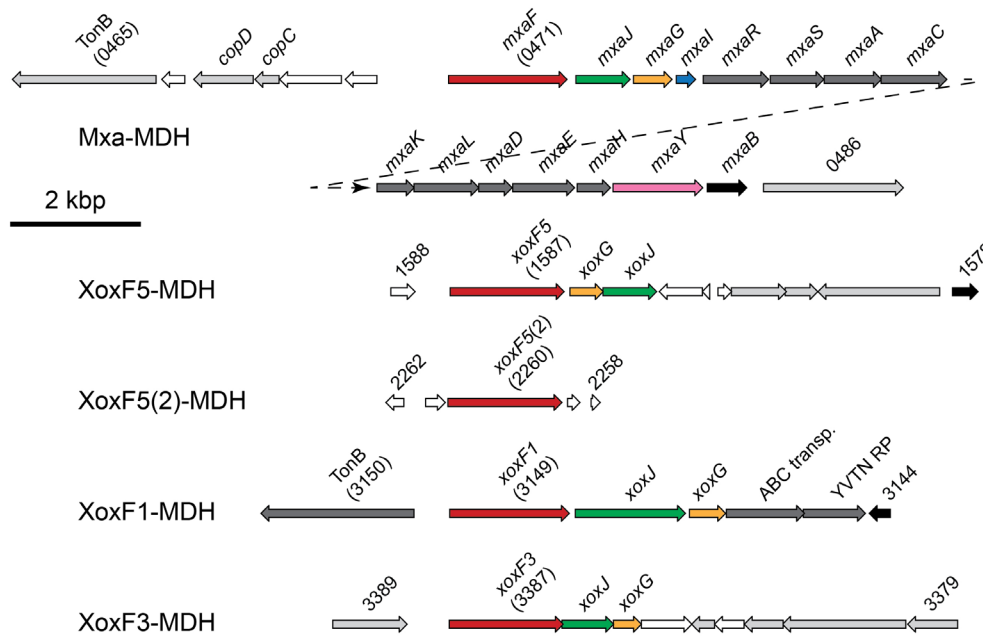 TonB
(0465)
copD
copC
mxaF
(0471)
mxaJ
mxaG
mxaI
mxaR
mxaS
mxaA
mxaC
Mxa-MDH
mxaK
mxaL
mxaD
mxaE
mxaH
mxaY
mxaB
0486
2 kbp
XoxF5-MDH
1588
xoxF5
(1587)
xoxG
xoxJ
1578
XoxF5(2)-MDH
2262
xoxF5(2)
(2260)
2258
XoxF1-MDH
TonB
(3150)
xoxF1
(3149)
xoxJ
xoxG
ABC transp.
YVTN RP
3144
XoxF3-MDH
3389
xoxF3
(3387)
xoxJ
xoxG
3379